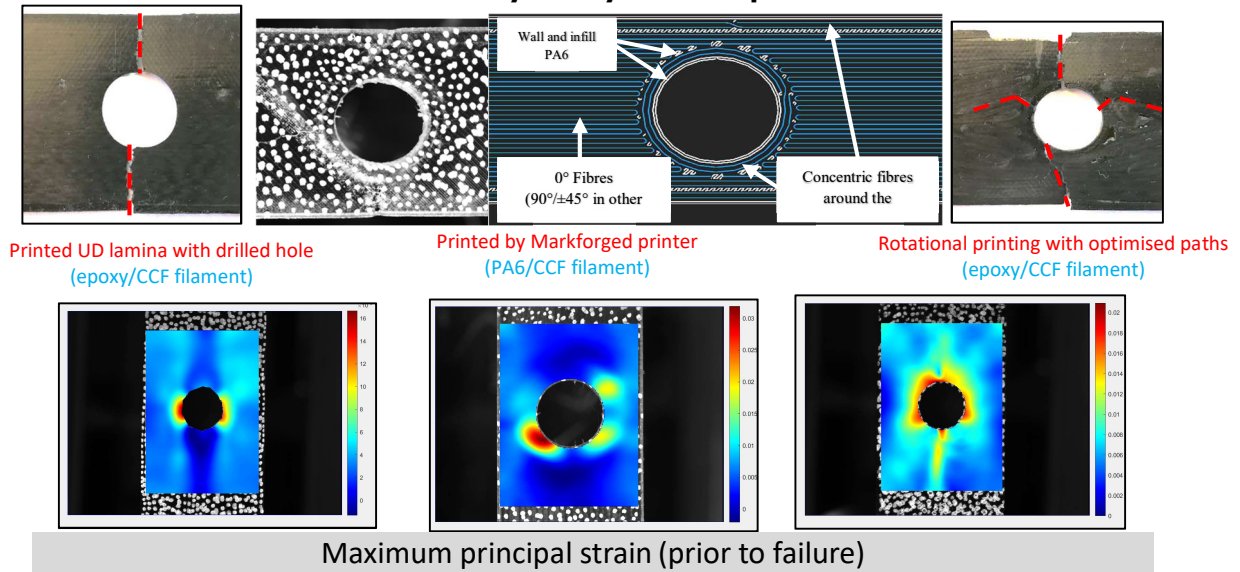 Wall and infill
PA6
0° Fibres
(90°/±45° in other
Concentric fibres
around the
Printed UD lamina with drilled hole
(epoxy/CCF filament)
Printed by Markforged printer
(PA6/CCF filament)
Rotational printing with optimised paths
(epoxy/CCF filament)
16
14
12
10
8
6
4
2
0
0.03
0.025
0.02
0.015
0.01
0.005
0
0.02
0.018
0.016
0.014
0.012
0.01
0.008
0.006
0.004
0.002
0
Maximum principal strain (prior to failure)